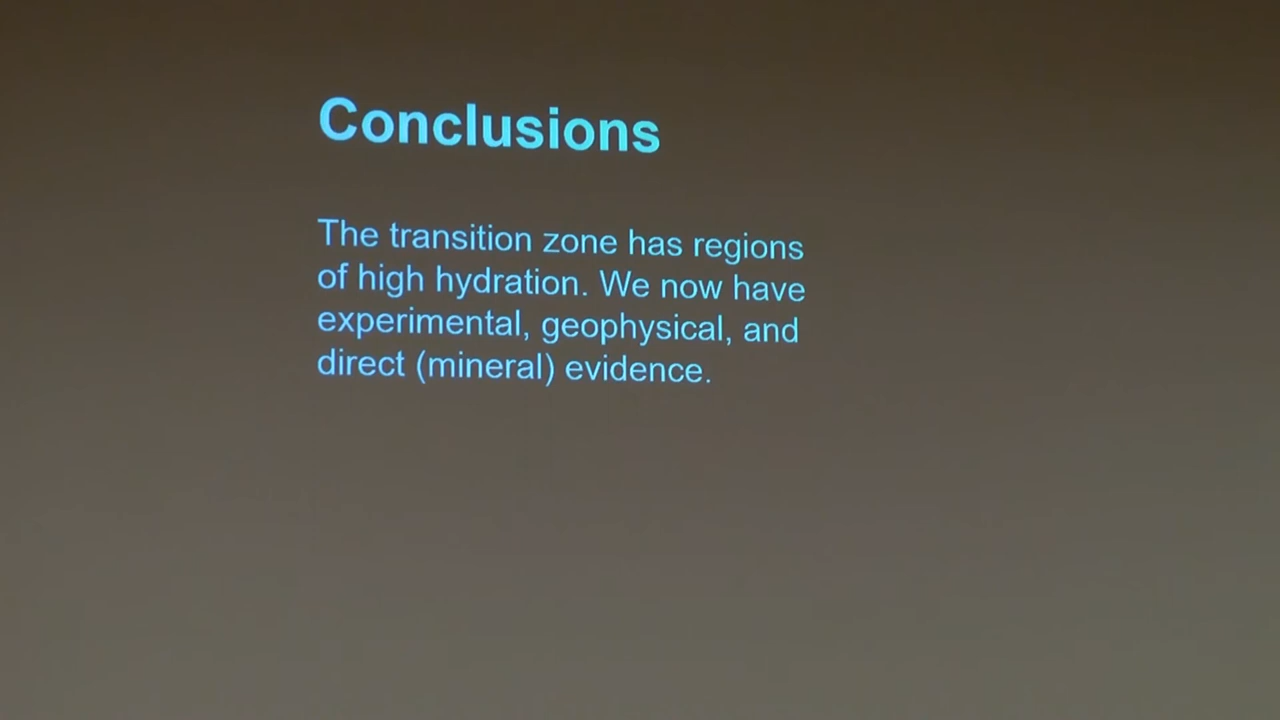 Conclusions
The transition zone has regions
of high hydration. We now have
experimental, geophysical, and
direct (mineral) evidence.